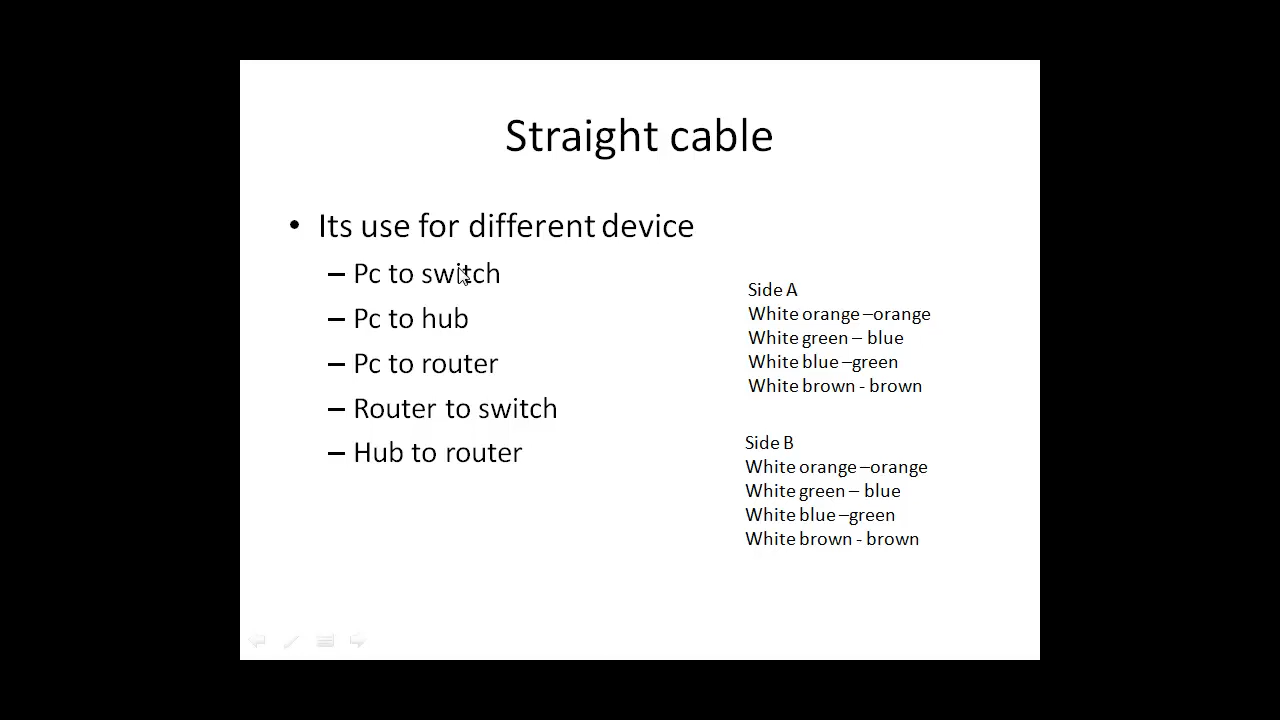 Straight cable
• Its use for different device
– Pc to switch
– Pc to hub
– Pc to router
– Router to switch
– Hub to router
Side A
White orange –orange
White green – blue
White blue –green
White brown - brown
Side B
White orange –orange
White green – blue
White blue –green
White brown - brown